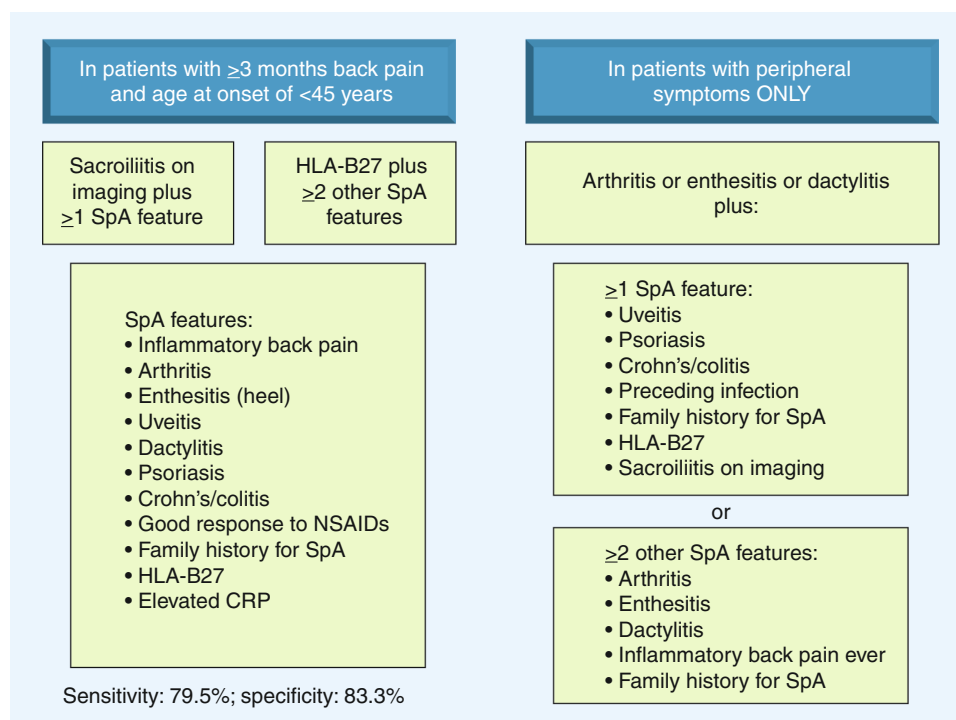 In patients with ≥3 months back pain
and age at onset of <45 years
Sacroiliitis on
imaging plus
≥1 SpA feature
HLA-B27 plus
≥2 other SpA
features
SpA features:
• Inflammatory back pain
• Arthritis
• Enthesitis (heel)
• Uveitis
• Dactylitis
• Psoriasis
• Crohn's/colitis
• Good response to NSAIDs
• Family history for SpA
• HLA-B27
• Elevated CRP
Sensitivity: 79.5%; specificity: 83.3%
In patients with peripheral
symptoms ONLY
Arthritis or enthesitis or dactylitis
plus:
≥1 SpA feature:
• Uveitis
• Psoriasis
• Crohn's/colitis
• Preceding infection
• Family history for SpA
• HLA-B27
• Sacroiliitis on imaging
or
≥2 other SpA features:
• Arthritis
• Enthesitis
• Dactylitis
• Inflammatory back pain ever
• Family history for SpA